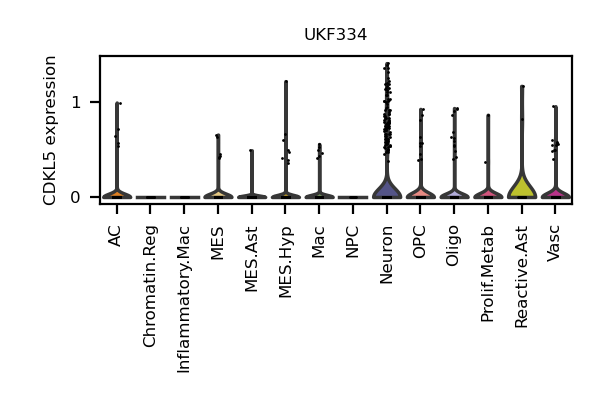 UKF334
CDKL5 expression
1
0
AC
Chromatin.Reg
Inflammatory.Mac
MES
MES.Ast
MES.Hyp
Mac
NPC
Neuron
OPC
Oligo
Prolif.Metab
Reactive.Ast
Vasc